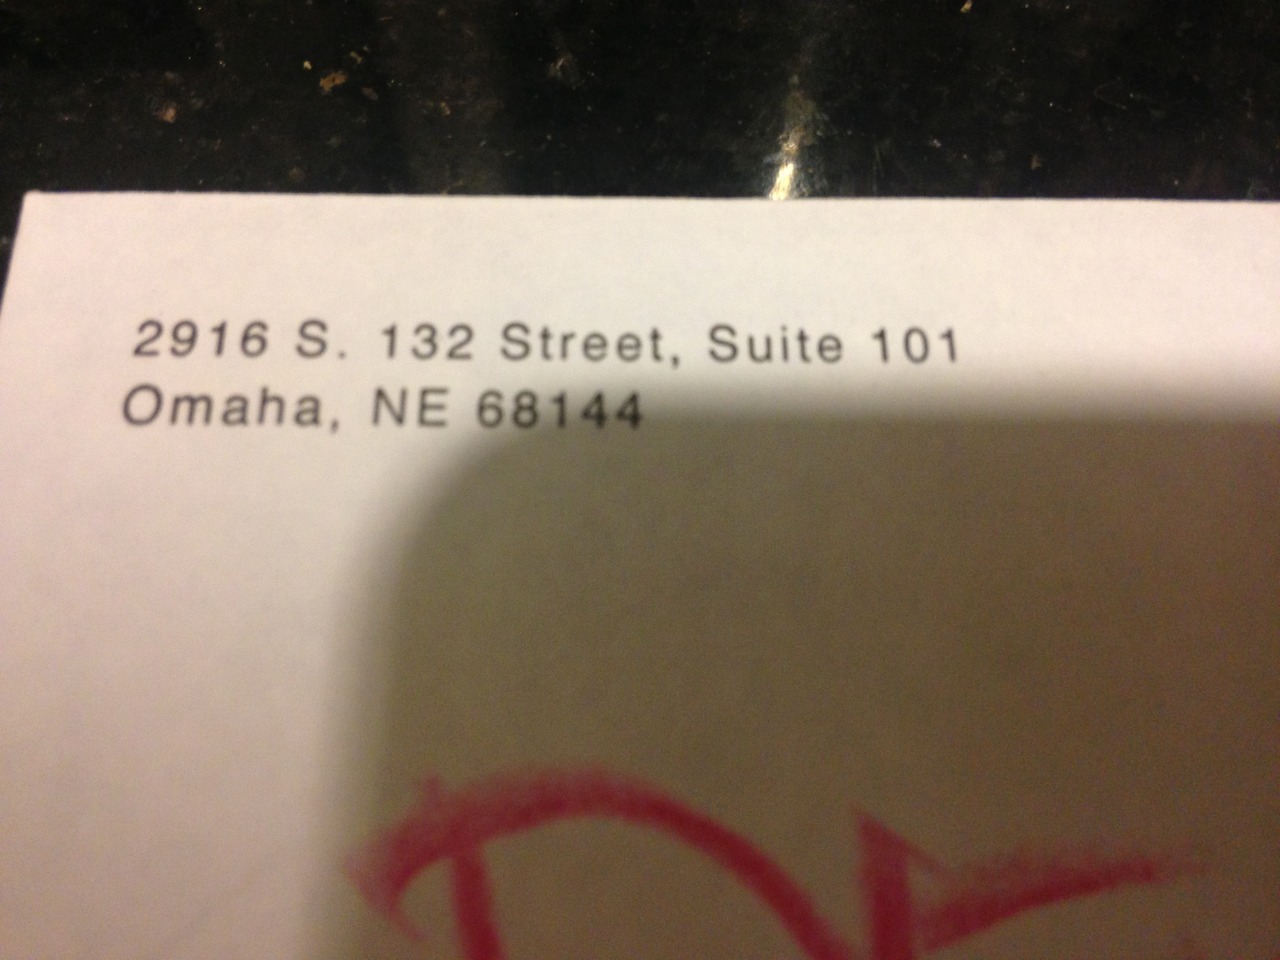 2916 S. 132 Street, Suite 101
Omaha, NE 68144